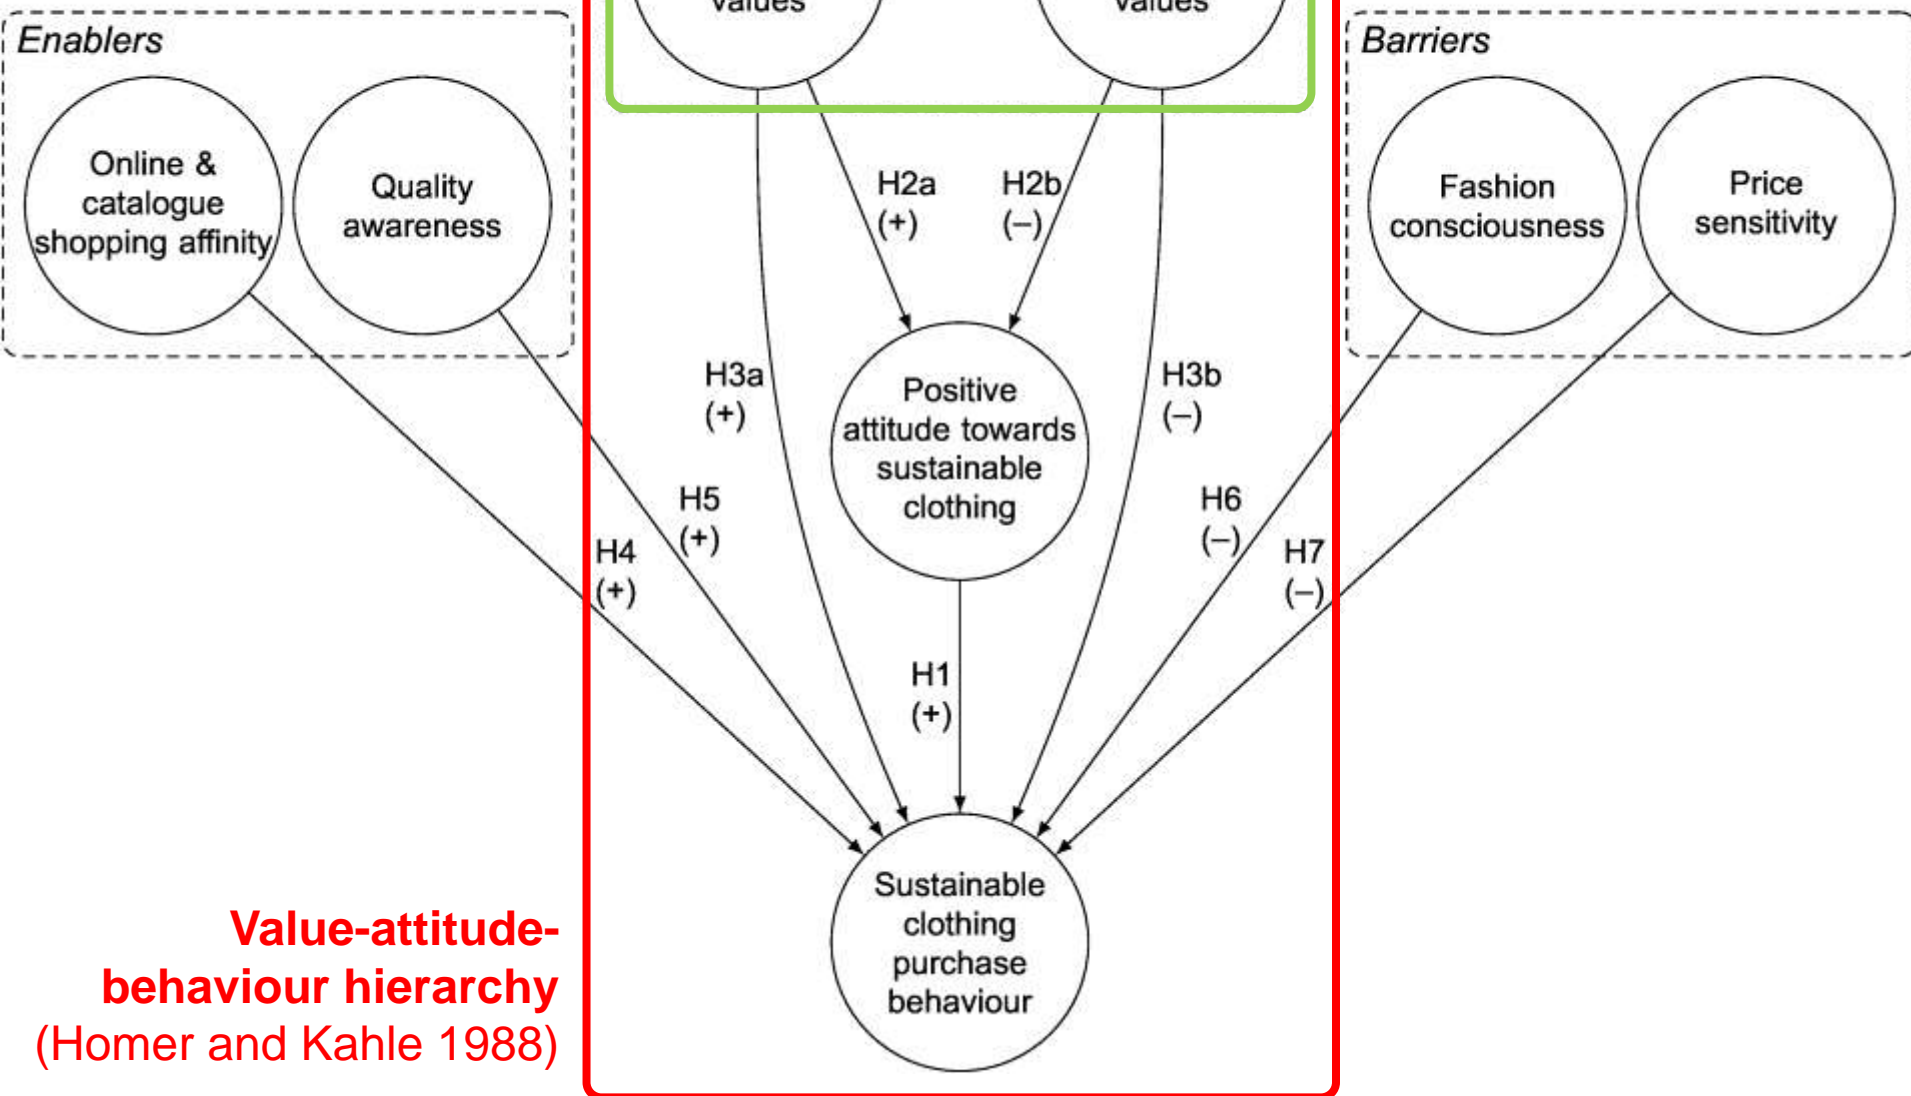 values
values
Enablers
Barriers
Online &
catalogue
shopping affinity
Quality
awareness
H2a
(+)
H2b
(–)
Fashion
consciousness
Price
sensitivity
H3a
(+)
Positive
attitude towards
sustainable
clothing
H3b
(–)
H5
(+)
H4
(+)
H6
(–)
H7
(–)
H1
(+)
Sustainable
clothing
purchase
behaviour
Value-attitude-
behaviour hierarchy
(Homer and Kahle 1988)